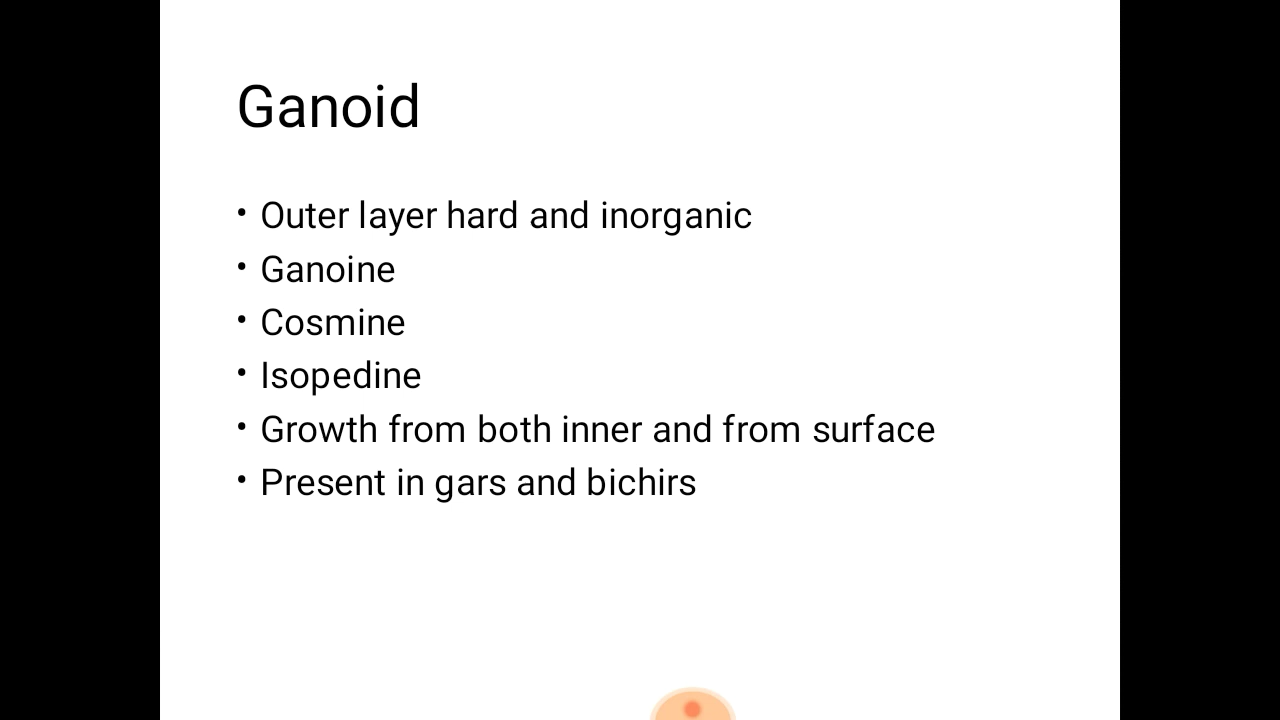 Ganoid
• Outer layer hard and inorganic
• Ganoine
• Cosmine
• Isopedine
• Growth from both inner and from surface
• Present in gars and bichirs